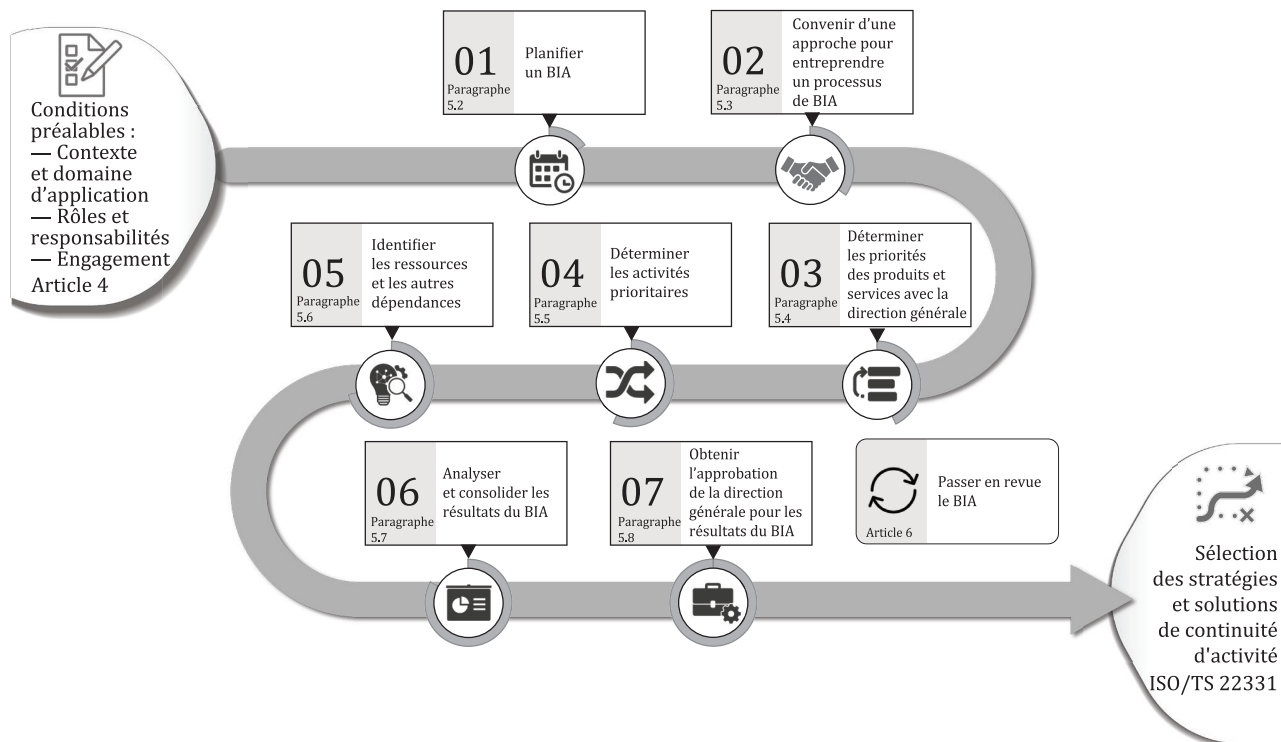 Conditions
préalables :
— Contexte
et domaine
d’application
— Rôles et
responsabilités
— Engagement
Article 4
01
Paragraphe
5.2
Planifier
un BIA
02
Paragraphe
5.3
Convenir d’une
approche pour
entreprendre
un processus
de BIA
03
Paragraphe
5.4
Déterminer
les priorités
des produits et
services avec la
direction générale
04
Paragraphe
5.5
Déterminer
les activités
prioritaires
05
Paragraphe
5.6
Identifier
les ressources
et les autres
dépendances
06
Paragraphe
5.7
Analyser
et consolider les
résultats du BIA
07
Paragraphe
5.8
Obtenir
l’approbation
de la direction
générale pour les
résultats du BIA
Article 6
Passer en revue
le BIA
Sélection
des stratégies
et solutions
de continuité
d'activité
ISO/TS 22331